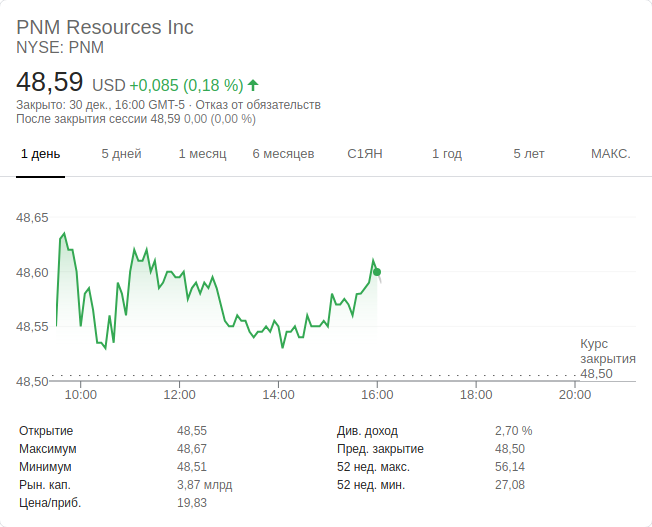 PNM Resources Inc
NYSE: PNM
48,59 USD +0,085 (0,18 %)
Закрыто: 30 дек., 16:00 GMT-5 · Отказ от обязательств
После закрытия сессии 48,59 0,00 (0,00 %)
1 день 5 дней 1 месяц 6 месяцев С1ЯН 1 год 5 лет МАКС.
48,65
48,60
48,55
Курс
закрытия
48,50
48,50
10:00 12:00 14:00 16:00 18:00 20:00
Открытие 48,55 Див. доход 2,70 %
Максимум 48,67 Пред. закрытие 48,50
Минимум 48,51 52 нед. макс. 56,14
Рын. кап. 3,87 млрд 52 нед. мин. 27,08
Цена/приб. 19,83